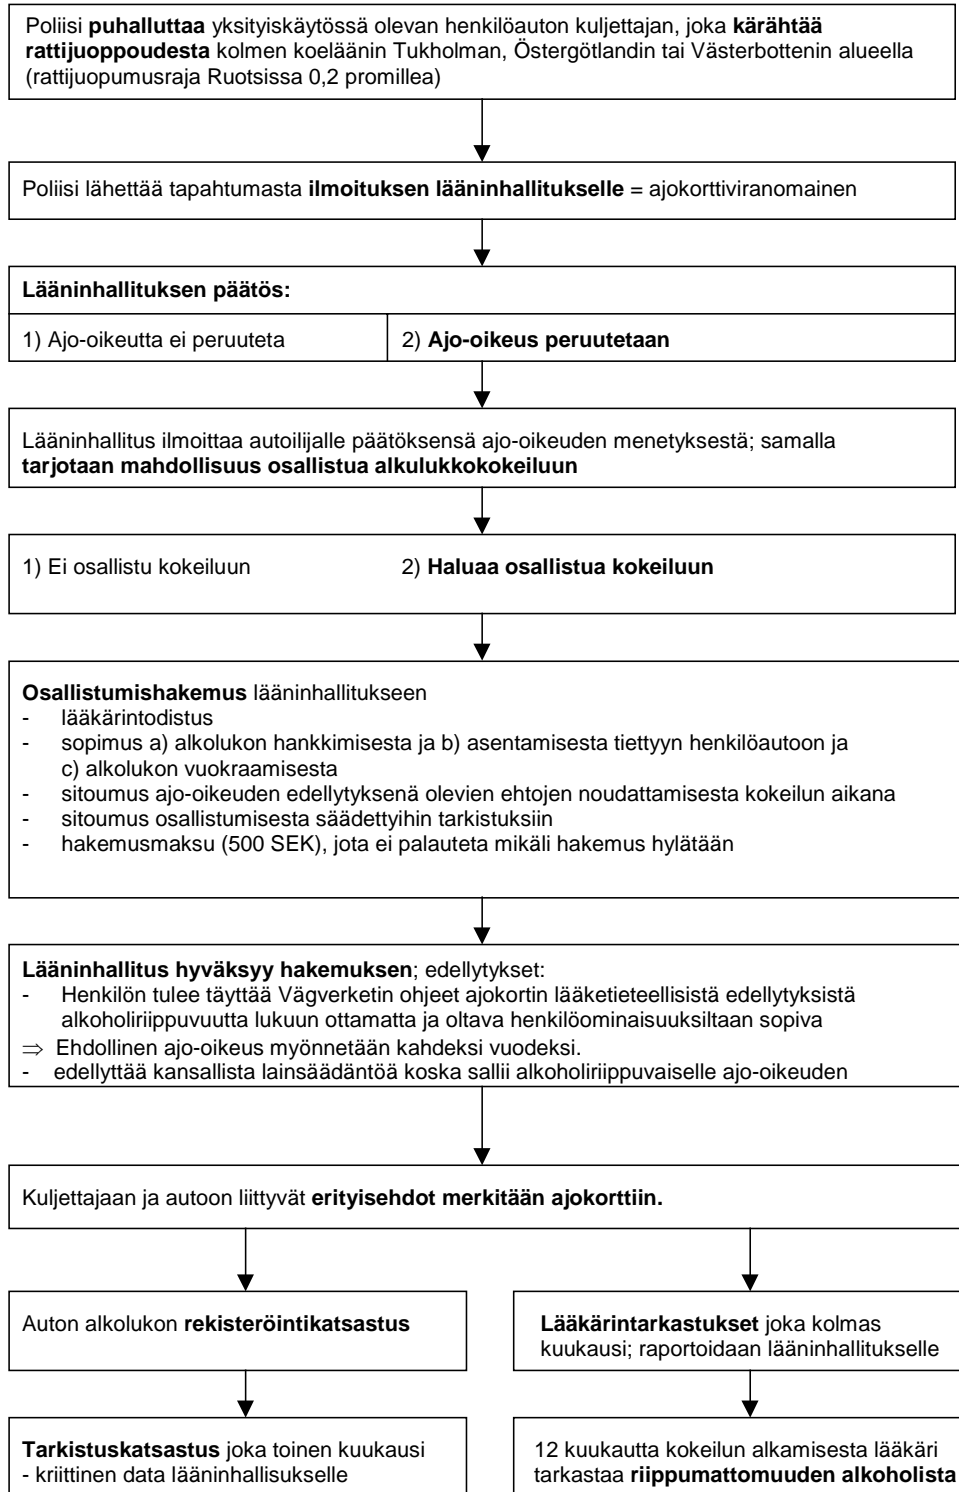 Poliisi puhalluttaa yksityiskäytössä olevan henkilöauton kuljettajan, joka kärähtää
rattijuoppoudesta kolmen koeläänin Tukholman, Östergötlandin tai Västerbottenin alueella
(rattijuopumusraja Ruotsissa 0,2 promillea)
Poliisi lähettää tapahtumasta ilmoituksen lääninhallitukselle = ajokorttiviranomainen
Lääninhallituksen päätös:
1) Ajo-oikeutta ei peruuteta 2) Ajo-oikeus peruutetaan
Lääninhallitus ilmoittaa autoilijalle päätöksensä ajo-oikeuden menetyksestä; samalla
tarjotaan mahdollisuus osallistua alkulukkokokeiluun
1) Ei osallistu kokeiluun 2) Haluaa osallistua kokeiluun
Osallistumishakemus lääninhallitukseen
- lääkärintodistus
- sopimus a) alkolukon hankkimisesta ja b) asentamisesta tiettyyn henkilöautoon ja
c) alkolukon vuokraamisesta
- sitoumus ajo-oikeuden edellytyksenä olevien ehtojen noudattamisesta kokeilun aikana
- sitoumus osallistumisesta säädettyihin tarkistuksiin
- hakemusmaksu (500 SEK), jota ei palauteta mikäli hakemus hylätään
Lääninhallitus hyväksyy hakemuksen; edellytykset:
- Henkilön tulee täyttää Vägverketin ohjeet ajokortin lääketieteellisistä edellytyksistä
alkoholiriippuvuutta lukuun ottamatta ja oltava henkilöominaisuuksiltaan sopiva
⇒ Ehdollinen ajo-oikeus myönnetään kahdeksi vuodeksi.
- edellyttää kansallista lainsäädäntöä koska sallii alkoholiriippuvaiselle ajo-oikeuden
Kuljettajaan ja autoon liittyvät erityisehdot merkitään ajokorttiin.
Auton alkolukon rekisteröintikatsastus
Lääkärintarkastukset joka kolmas
kuukausi; raportoidaan lääninhallitukselle
Tarkistuskatsastus joka toinen kuukausi
- kriittinen data lääninhallisukselle
12 kuukautta kokeilun alkamisesta lääkäri
tarkastaa riippumattomuuden alkoholista